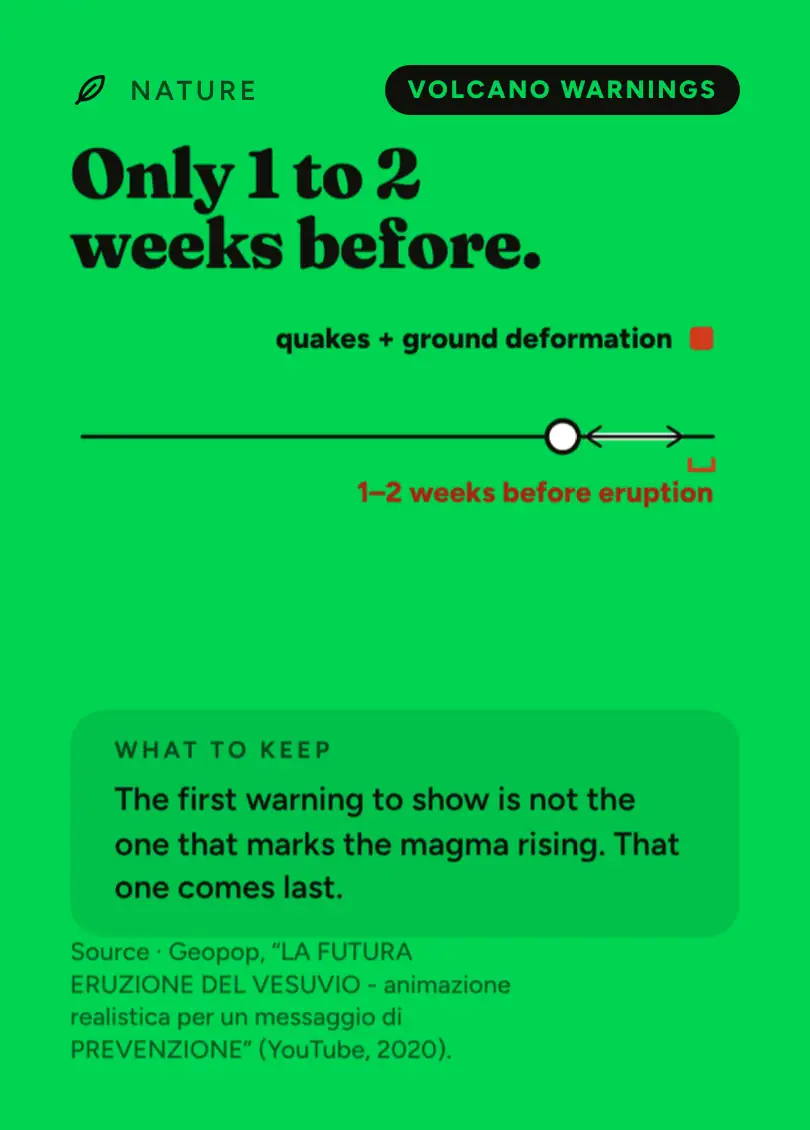 NATURE
VOLCANO WARNINGS
Only 1 to 2
weeks before.
quakes + ground deformation
1–2 weeks before eruption
WHAT TO KEEP
The first warning to show is not the
one that marks the magma rising. That
one comes last.
Source · Geopop, “LA FUTURA
ERUZIONE DEL VESUVIO - animazione
realistica per un messaggio di
PREVENZIONE” (YouTube, 2020).